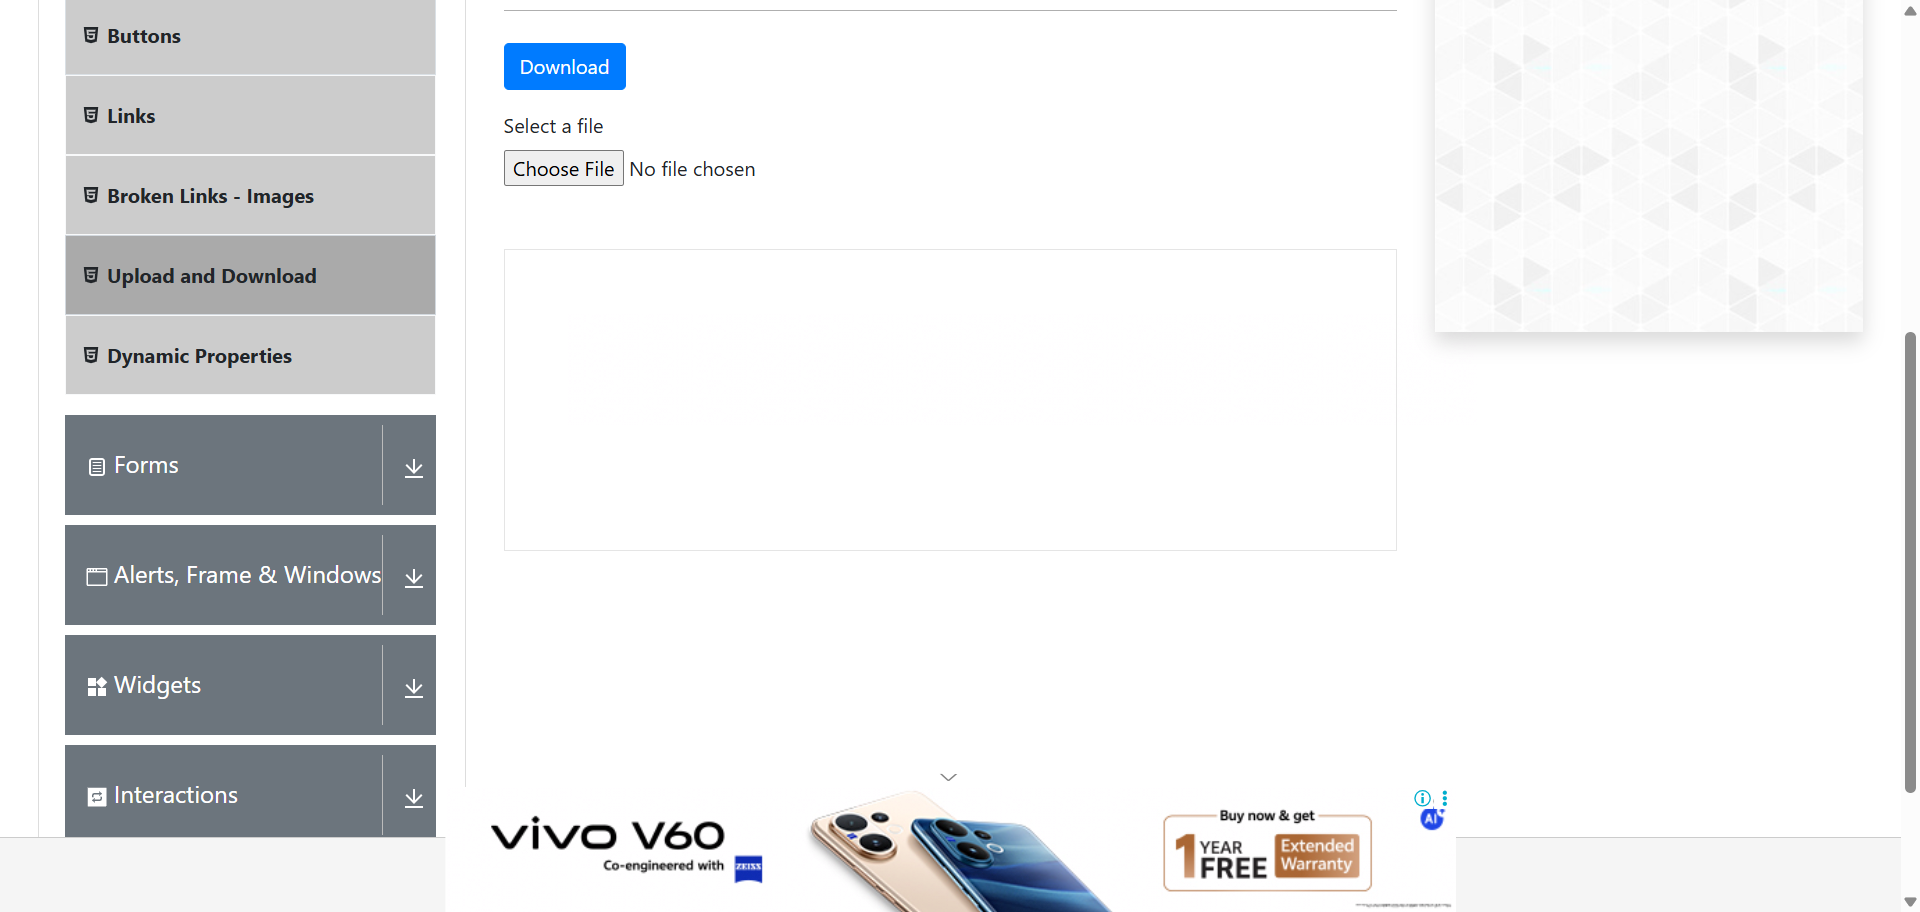 Buttons
Links
Broken Links - Images
Upload and Download
Dynamic Properties
Forms
Alerts, Frame & Windows
Widgets
Interactions
Download
Select a file
Choose File No file chosen
vivo V60
Co-engineered with ZEISS
Buy now & get
1 YEAR FREE Extended Warranty
AI